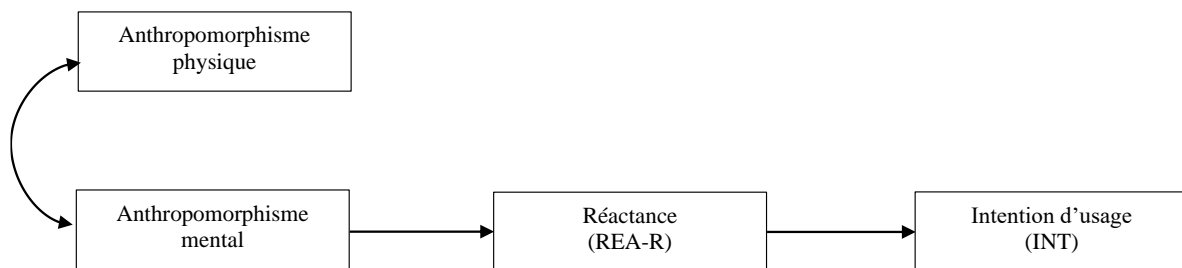 Anthropomorphisme
physique
Anthropomorphisme
mental
Réactance
(REA-R)
Intention d’usage
(INT)